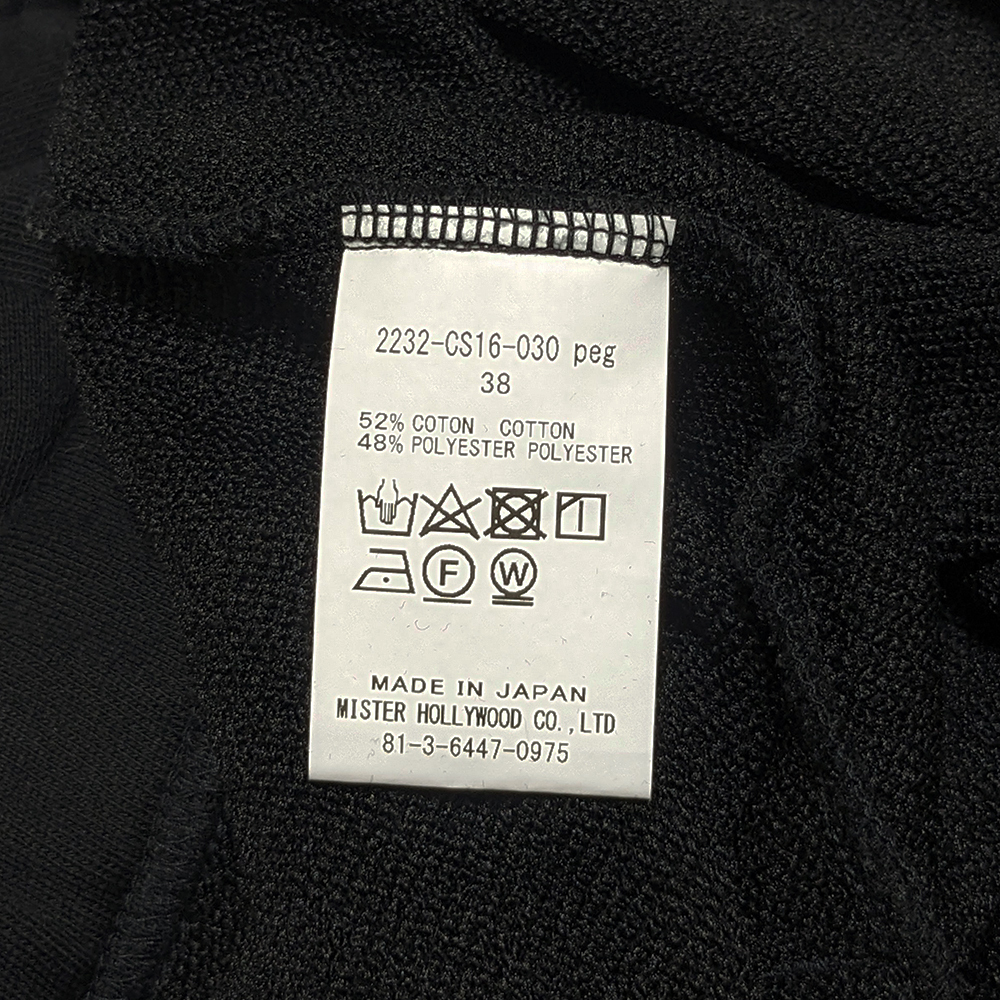 2232-CS16-030 peg
38
52% COTON COTTON
48% POLYESTER POLYESTER
F W
MADE IN JAPAN
MISTER HOLLYWOOD CO.,LTD
81-3-6447-0975